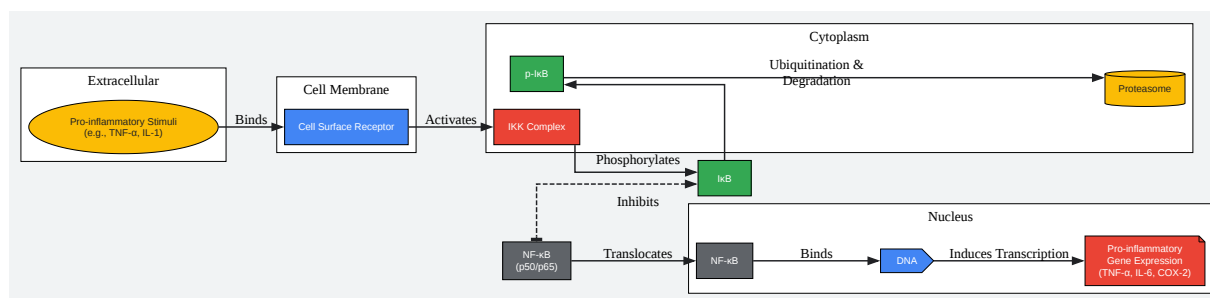 Extracellular
Pro-inflammatory Stimuli
(e.g., TNF-α, IL-1)
Binds
Cell Membrane
Cell Surface Receptor
Activates
Cytoplasm
p-IκB
Ubiquitination &
Degradation
Proteasome
IKK Complex
Phosphorylates
IκB
Inhibits
NF-κB
(p50/p65)
Translocates
Nucleus
NF-κB
Binds
DNA
Induces Transcription
Pro-inflammatory
Gene Expression
(TNF-α, IL-6, COX-2)